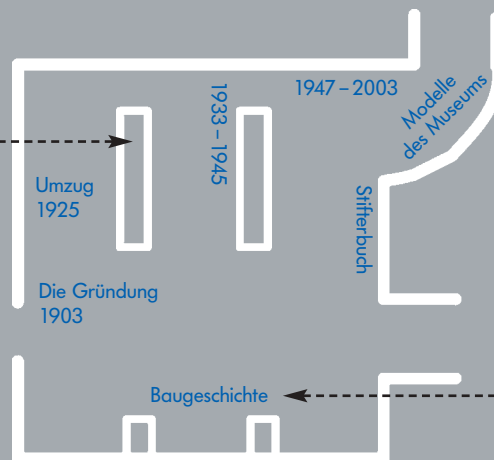 1947 – 2003
Modelle
des Museums
1933 – 1945
Umzug
1925
Stifterbuch
Die Gründung
1903
Baugeschichte